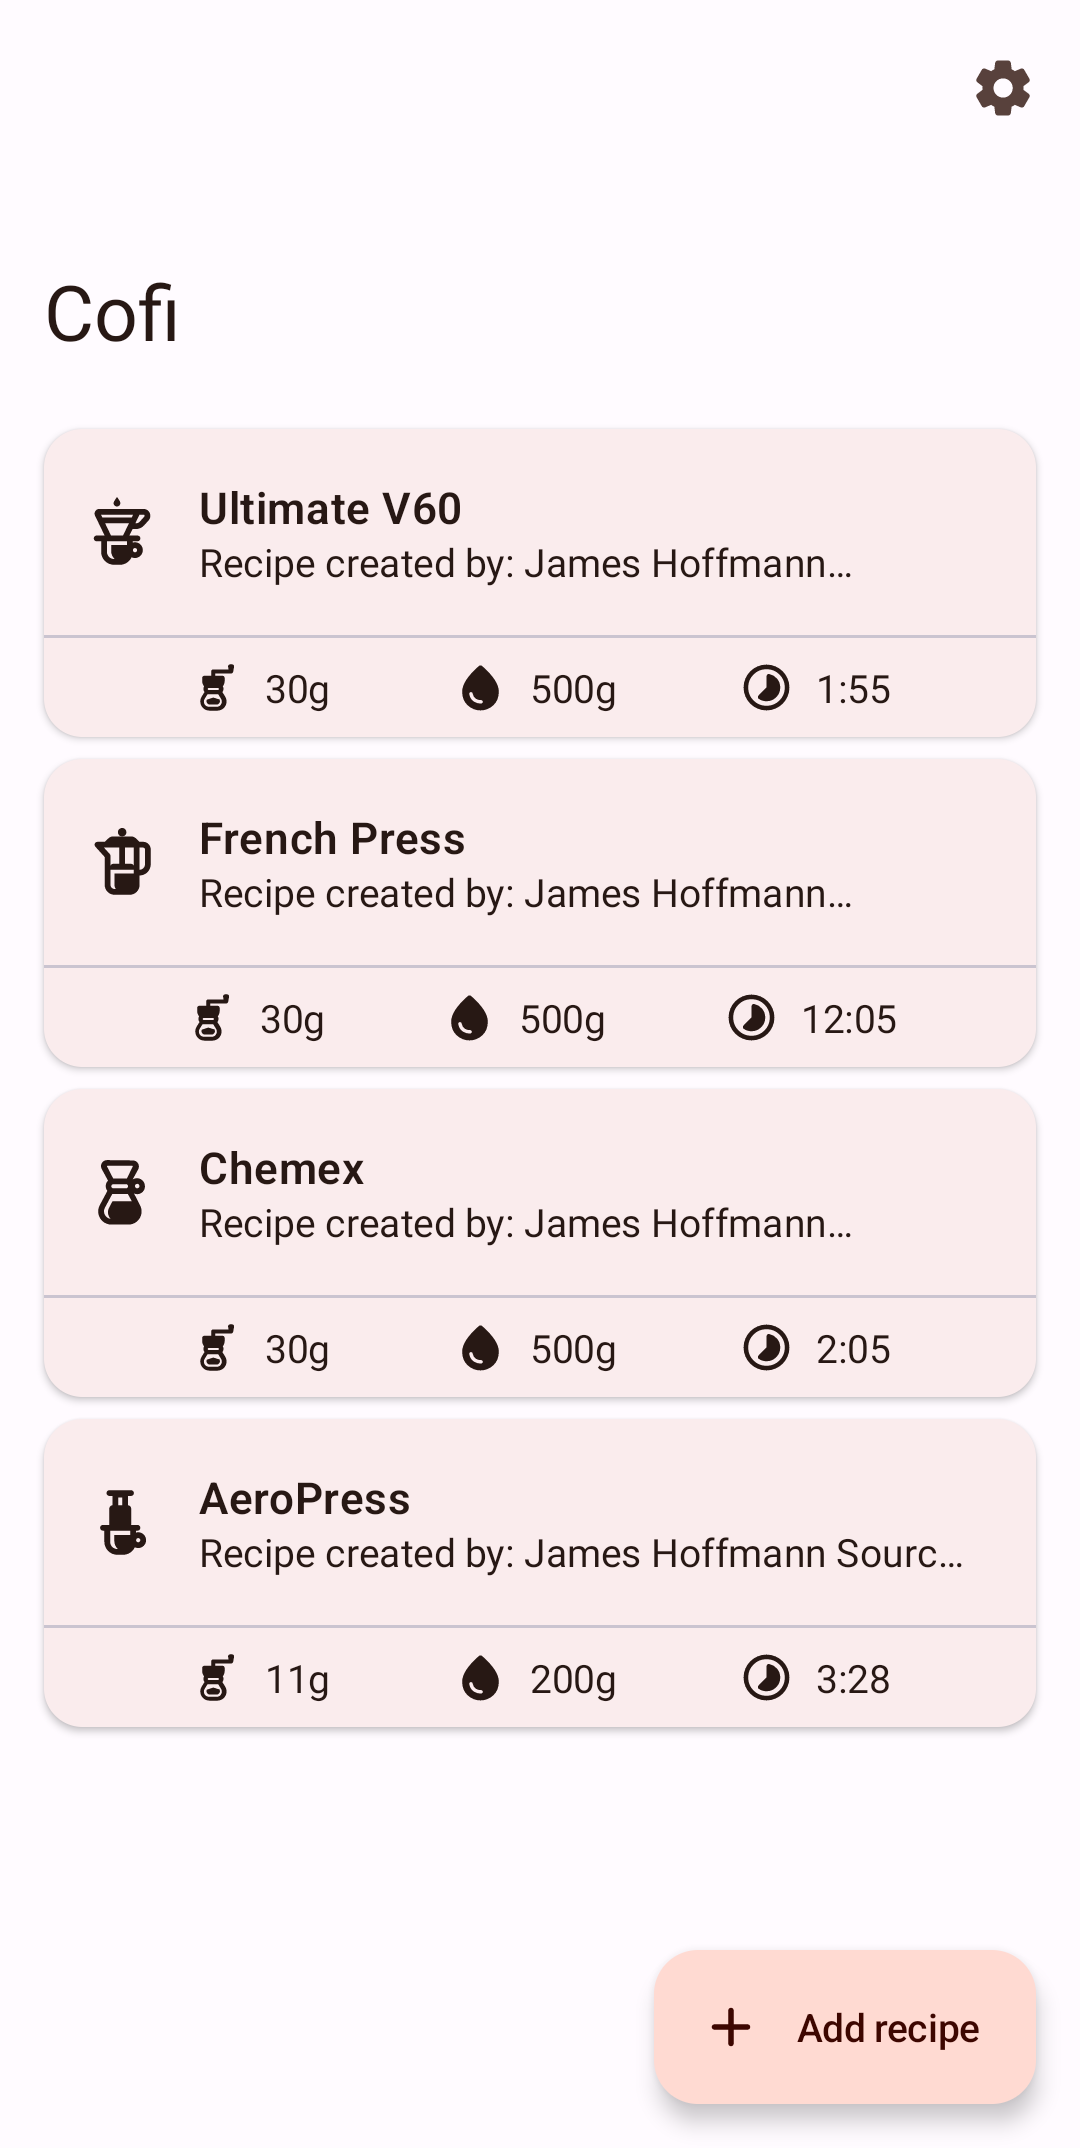 Cofi
Ultimate V60
Recipe created by: James Hoffmann…
30g 500g 1:55
French Press
Recipe created by: James Hoffmann…
30g 500g 12:05
Chemex
Recipe created by: James Hoffmann…
30g 500g 2:05
AeroPress
Recipe created by: James Hoffmann Sourc…
11g 200g 3:28
Add recipe